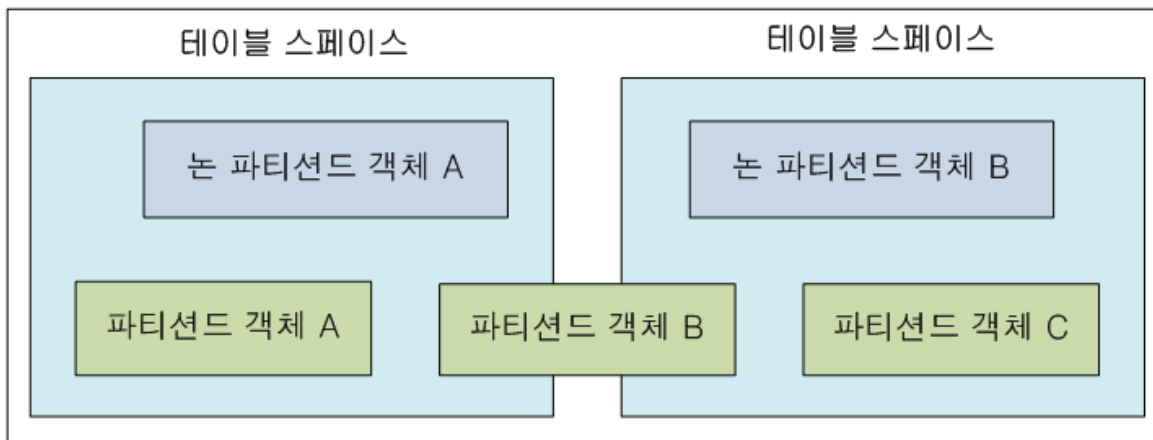 테이블 스페이스
테이블 스페이스
논 파티션드 객체 A
논 파티션드 객체 B
파티션드 객체 A
파티션드 객체 B
파티션드 객체 C